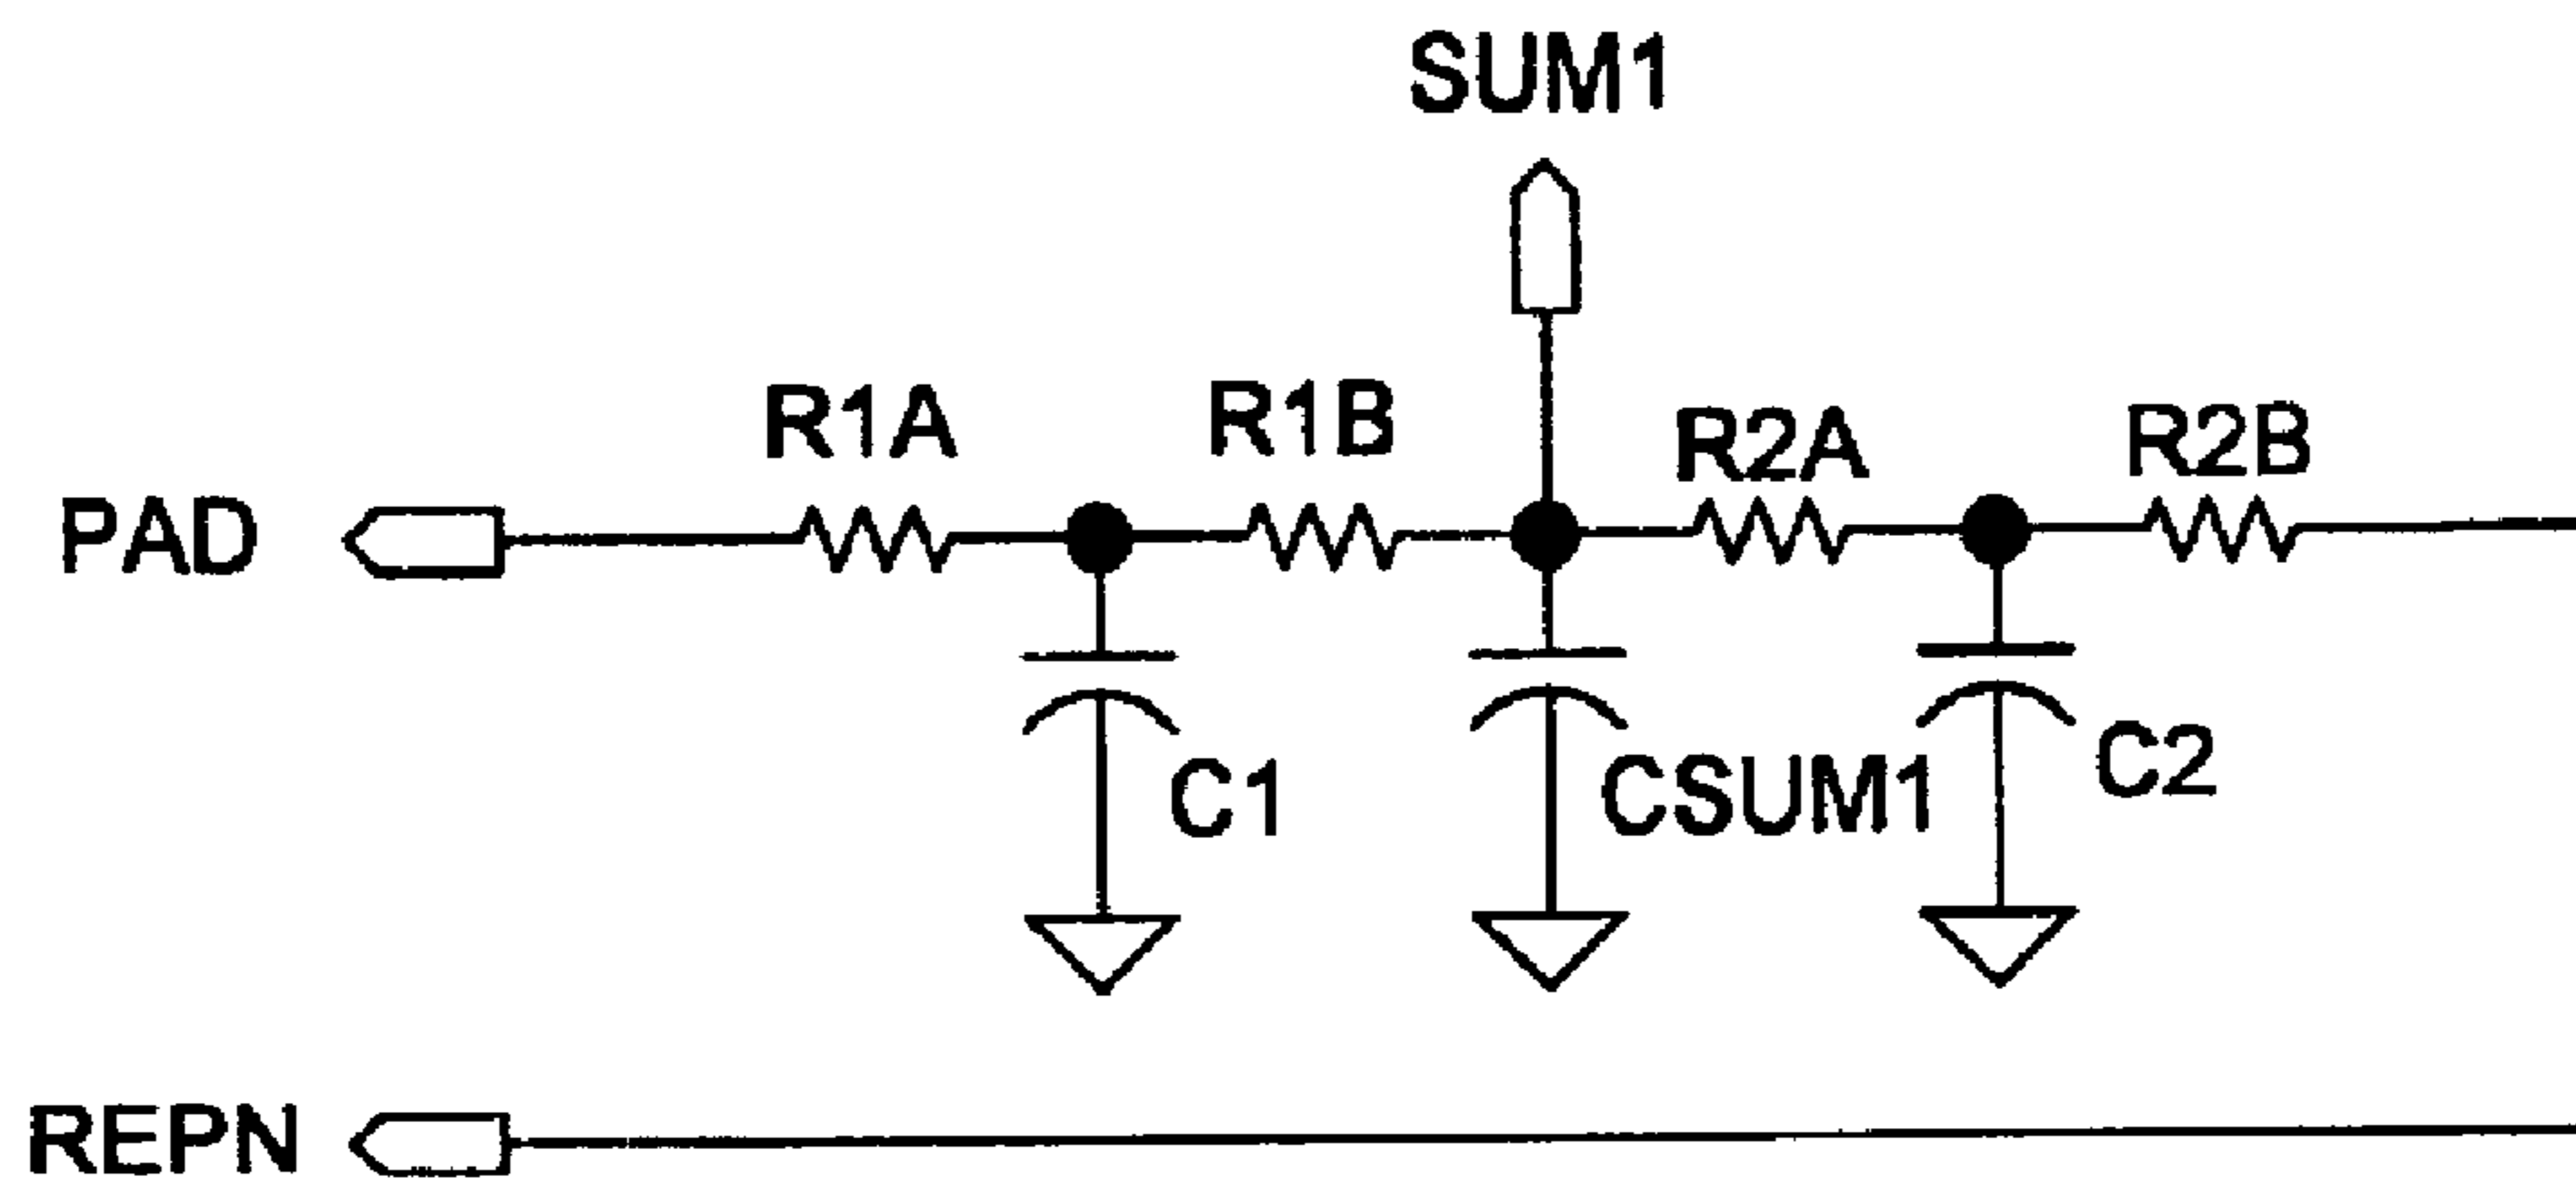 SUM1
R1A
R1B
R2A
R2B
PAD
C1
CSUM1
C2
REPN